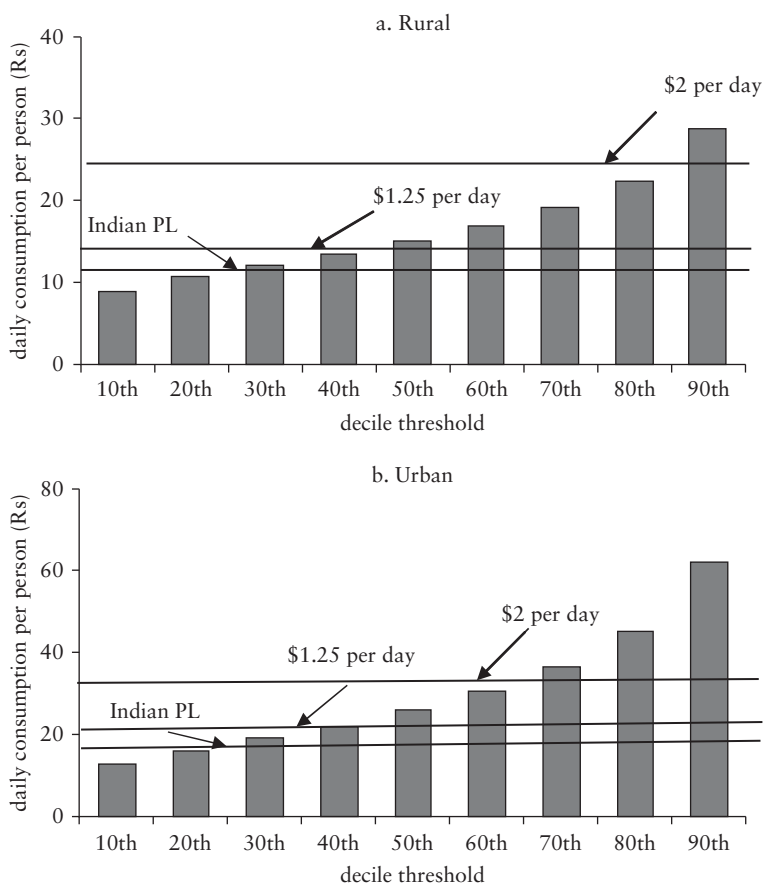 a. Rural
daily consumption per person (Rs)
40
30
20
10
0
$2 per day
$1.25 per day
Indian PL
10th 20th 30th 40th 50th 60th 70th 80th 90th
decile threshold
b. Urban
daily consumption per person (Rs)
80
60
40
20
0
$2 per day
$1.25 per day
Indian PL
10th 20th 30th 40th 50th 60th 70th 80th 90th
decile threshold